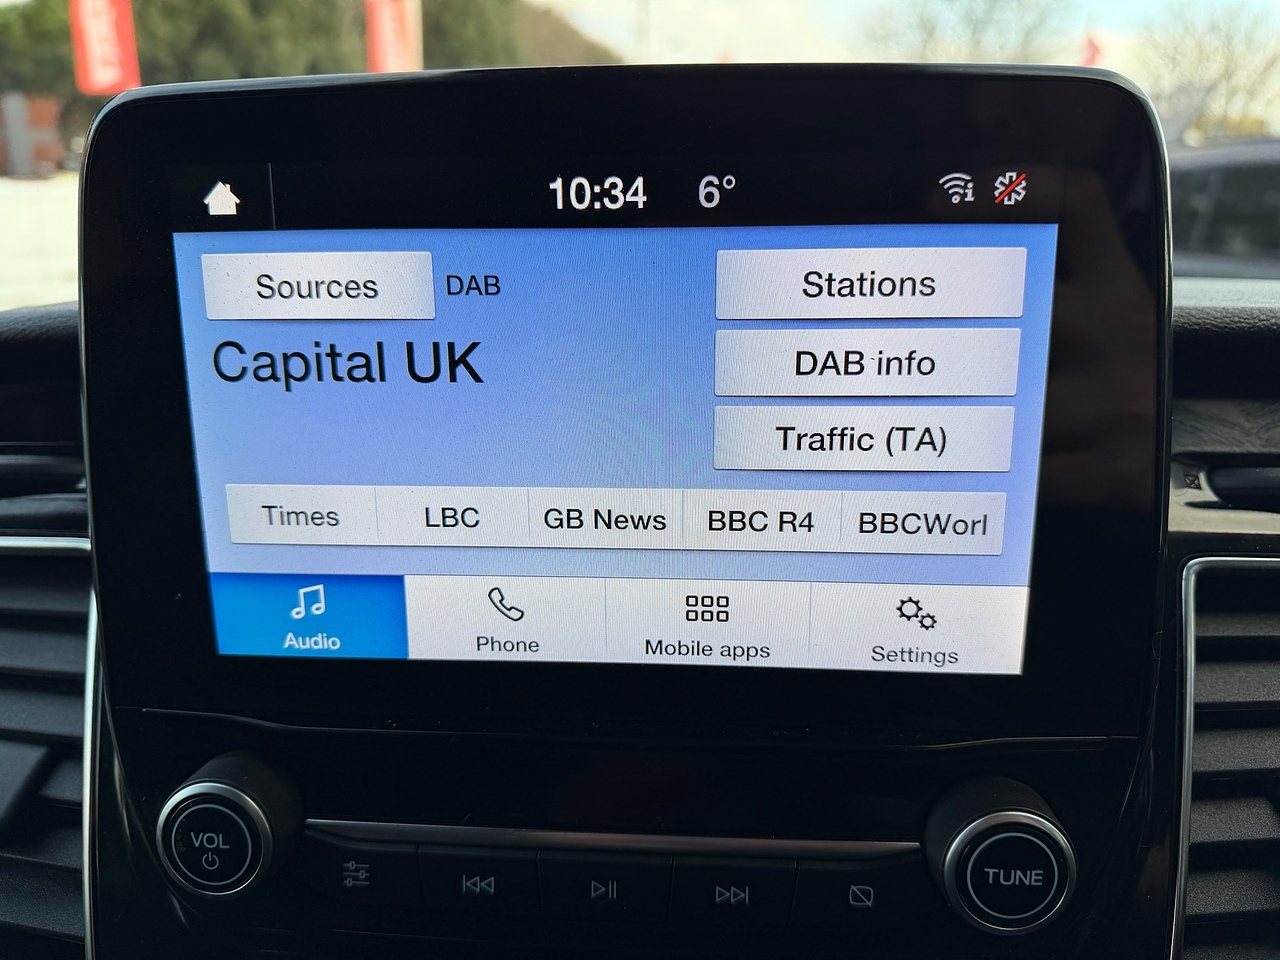 10:34 6°
Sources DAB Stations
Capital UK DAB info
Traffic (TA)
Times LBC GB News BBC R4 BBCWorl
Audio Phone Mobile apps Settings
VOL
TUNE